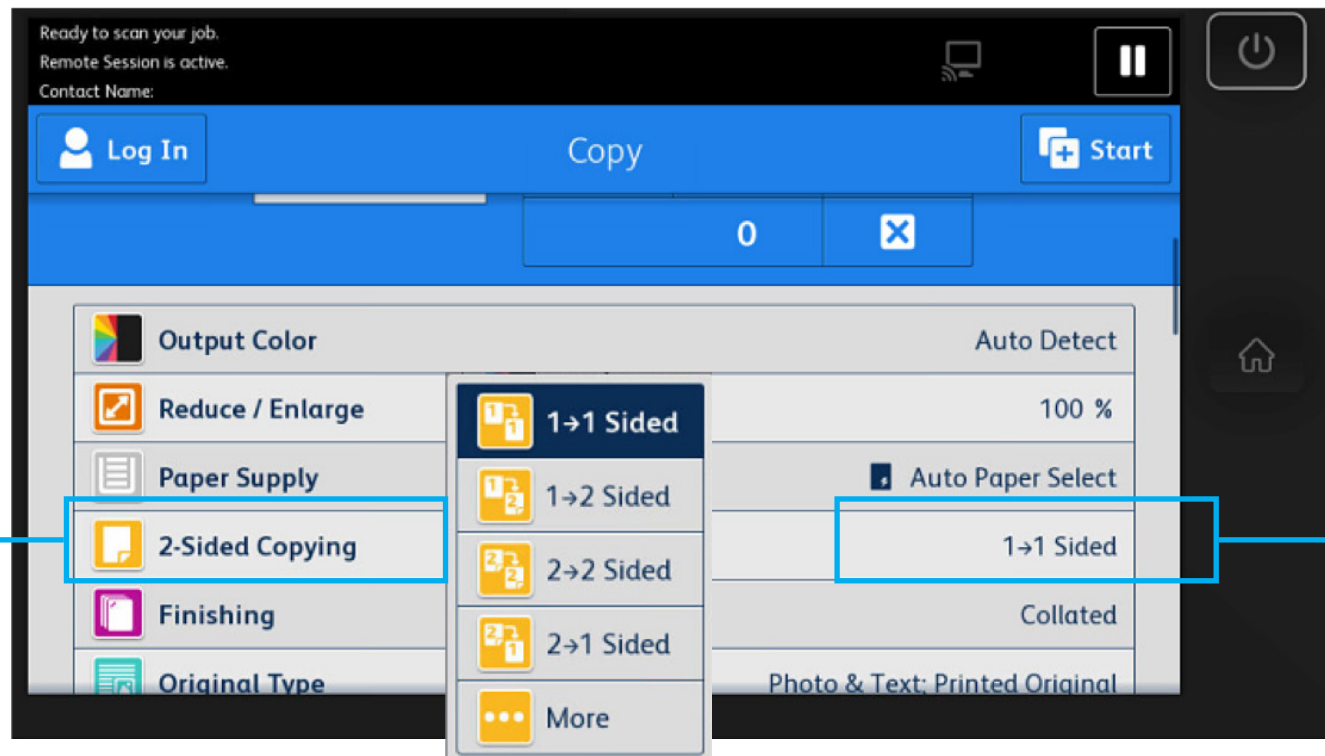 Ready to scan your job.
Remote Session is active.
Contact Name:
Log In
Copy
Start
0
Output Color
Auto Detect
Reduce / Enlarge
100 %
Paper Supply
Auto Paper Select
2-Sided Copying
1→1 Sided
Finishing
Collated
Original Type
Photo & Text; Printed Original
1→1 Sided
1→2 Sided
2→2 Sided
2→1 Sided
More